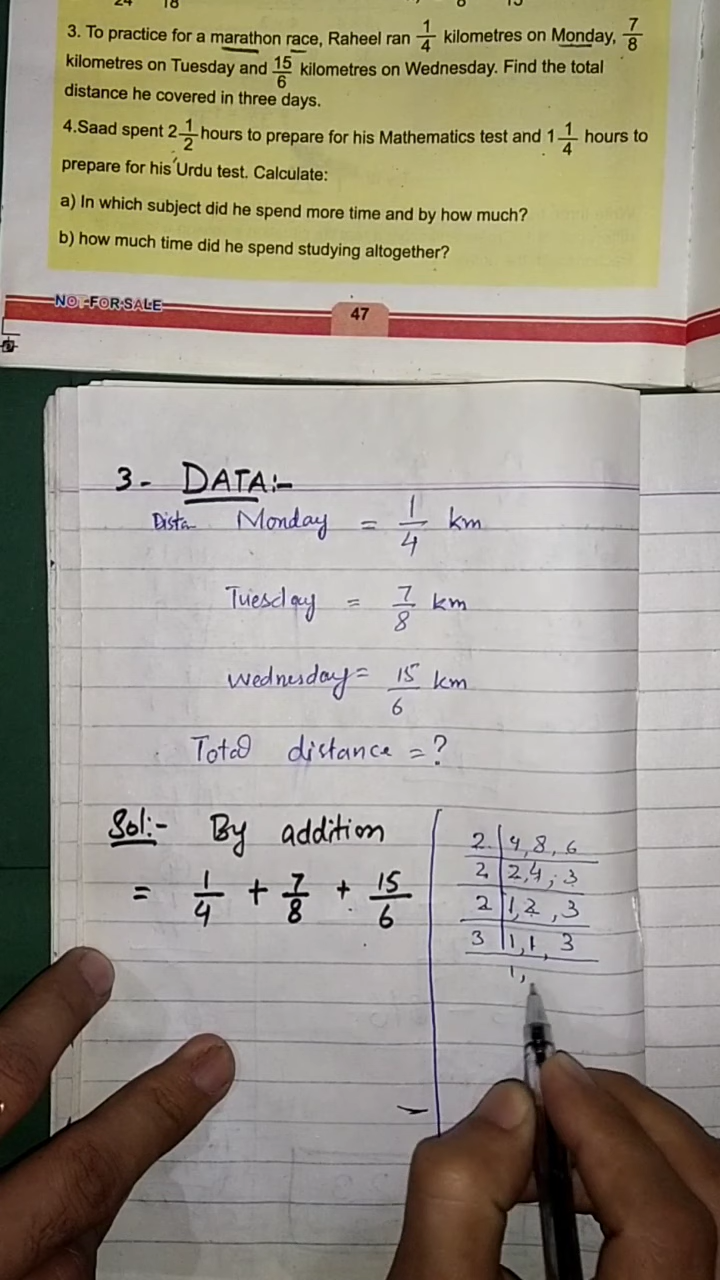 18
3. To practice for a marathon race, Raheel ran 1/4 kilometres on Monday, 7/8
kilometres on Tuesday and 15/6 kilometres on Wednesday. Find the total
distance he covered in three days.
4.Saad spent 2 1/2 hours to prepare for his Mathematics test and 1 1/4 hours to
prepare for his Urdu test. Calculate:
a) In which subject did he spend more time and by how much?
b) how much time did he spend studying altogether?
NOT FOR SALE
47
3- DATA:-
Dista Monday = 1/4 km
Tuesday = 7/8 km
Wednesday = 15/6 km
Total distance = ?
Sol:- By addition
= 1/4 + 7/8 + 15/6
2 | 4, 8, 6
2 | 2, 4, 3
2 | 1, 2, 3
3 | 1, 1, 3
1,